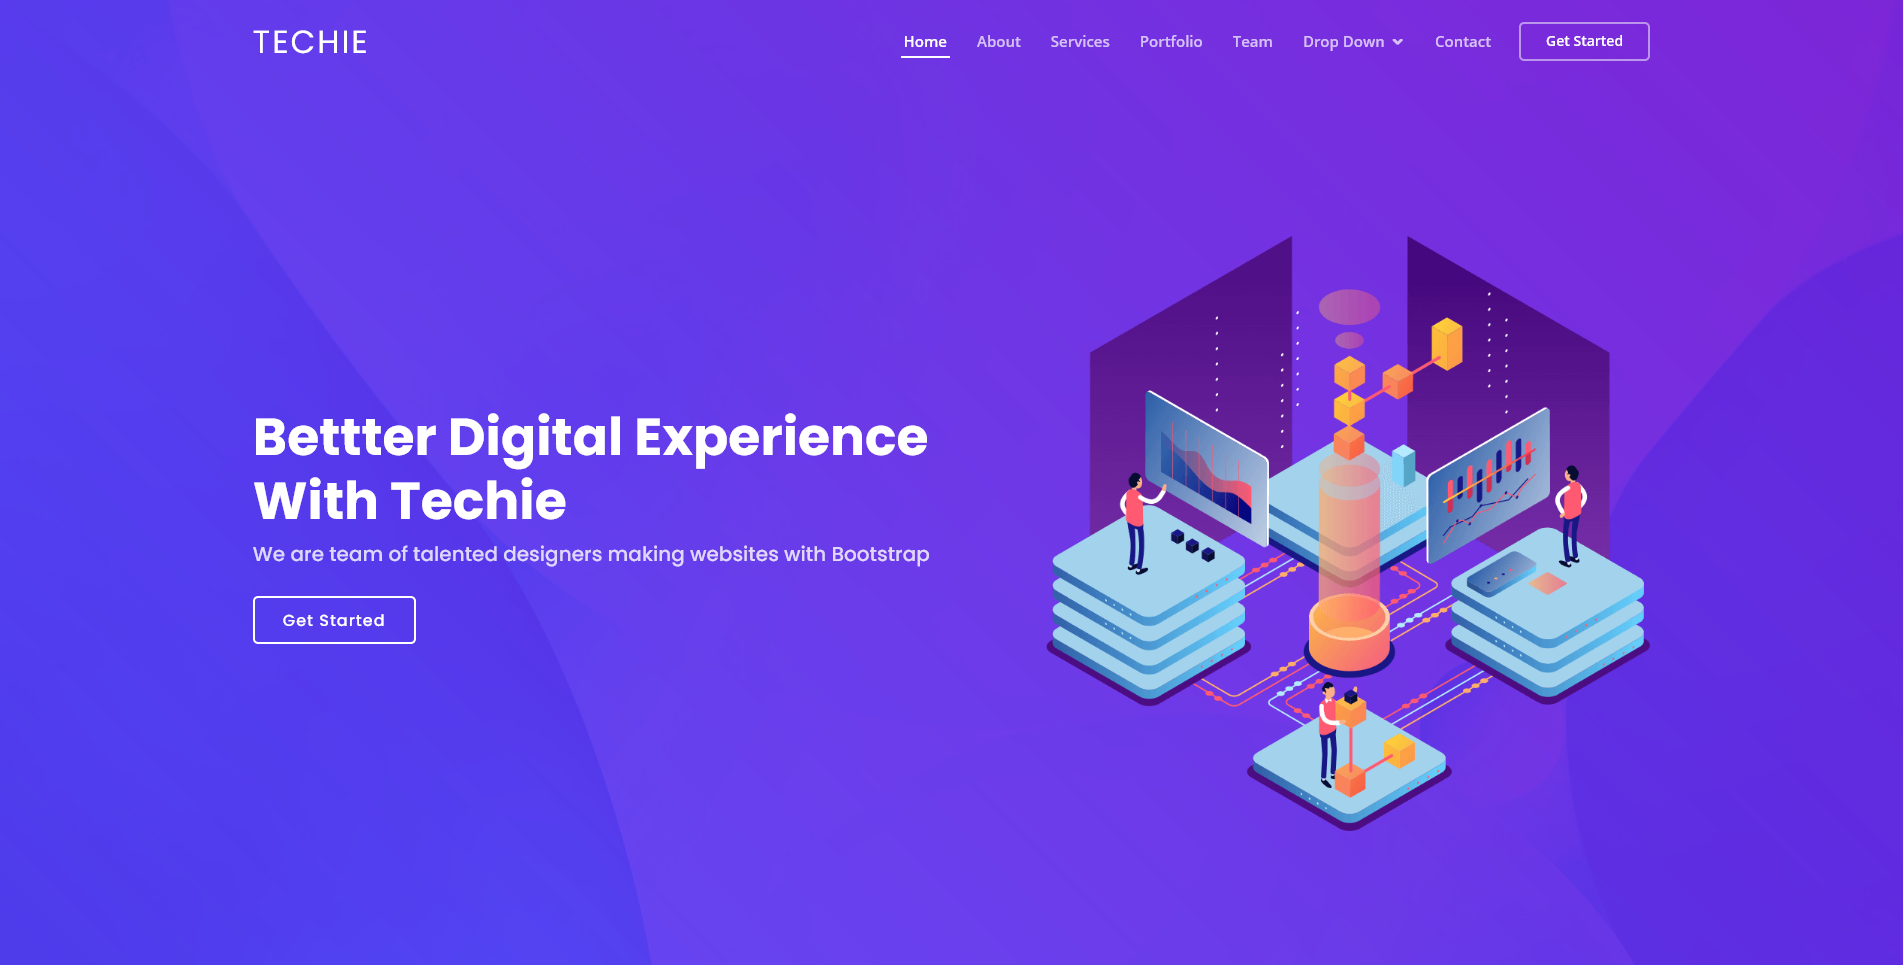 TECHIE
Home About Services Portfolio Team Drop Down Contact Get Started
Bettter Digital Experience
With Techie
We are team of talented designers making websites with Bootstrap
Get Started